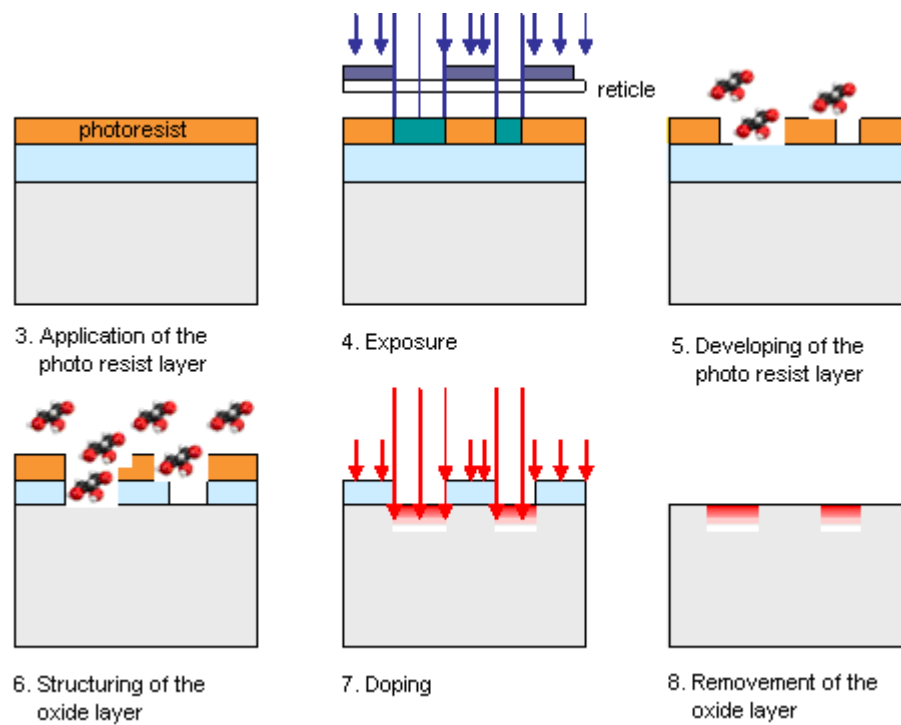 photoresist
reticle
3. Application of the
photo resist layer
4. Exposure
5. Developing of the
photo resist layer
6. Structuring of the
oxide layer
7. Doping
8. Removement of the
oxide layer